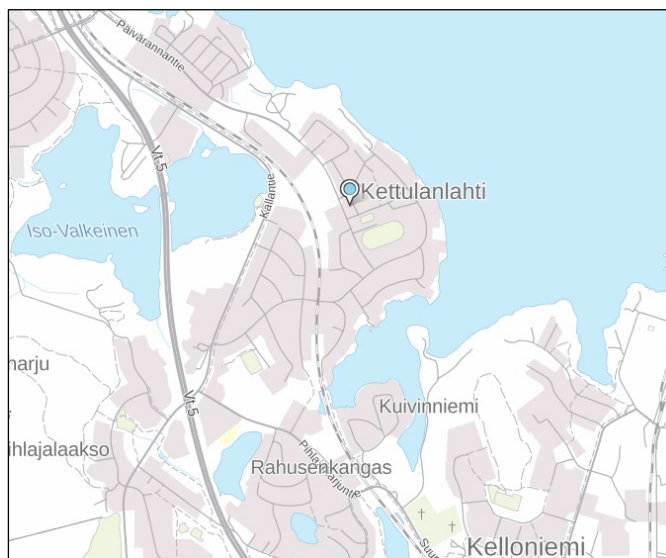 Päivärannantie
Vt 5
Kallantie
Kettulanlahti
Iso-Valkeinen
harju
Vt 5
Kuivinniemi
ihlajalaakso
Rahusenkangas
Kelloniemi